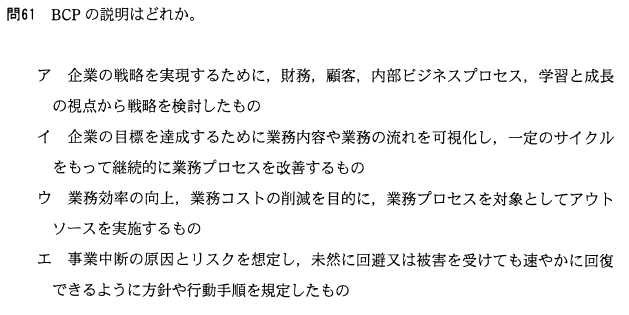 問61 BCPの説明はどれか。
ア 企業の戦略を実現するために，財務，顧客，内部ビジネスプロセス，学習と成長
の視点から戦略を検討したもの
イ 企業の目標を達成するために業務内容や業務の流れを可視化し，一定のサイクル
をもって継続的に業務プロセスを改善するもの
ウ 業務効率の向上，業務コストの削減を目的に，業務プロセスを対象としてアウト
ソースを実施するもの
エ 事業中断の原因とリスクを想定し，未然に回避又は被害を受けても速やかに回復
できるように方針や行動手順を規定したもの